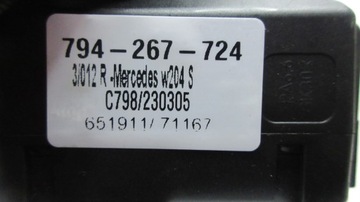 794-267-724
3/012 R -Mercedes w204 S
C798/230305
651911/71167